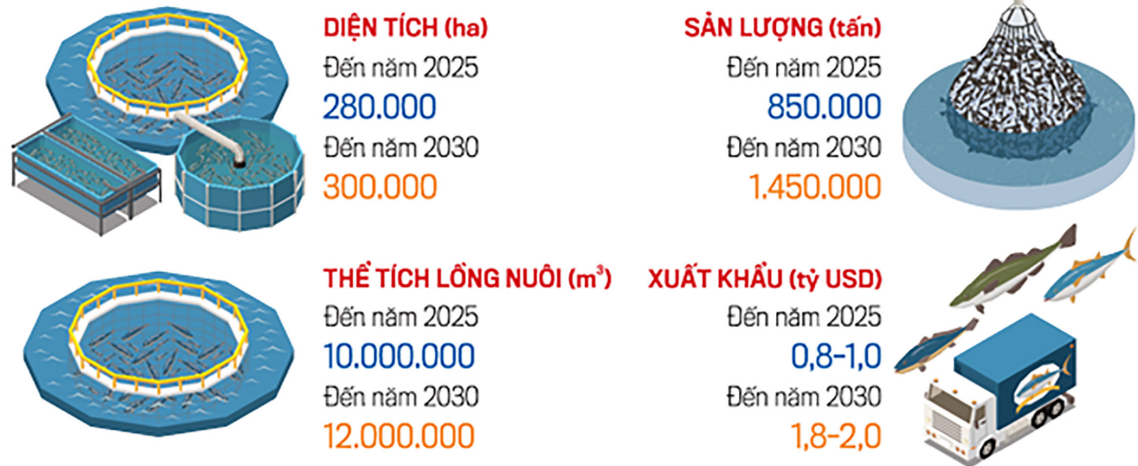 DIỆN TÍCH (ha)
Đến năm 2025
280.000
Đến năm 2030
300.000
SẢN LƯỢNG (tấn)
Đến năm 2025
850.000
Đến năm 2030
1.450.000
THỂ TÍCH LỒNG NUÔI (m³)
Đến năm 2025
10.000.000
Đến năm 2030
12.000.000
XUẤT KHẨU (tỷ USD)
Đến năm 2025
0,8-1,0
Đến năm 2030
1,8-2,0